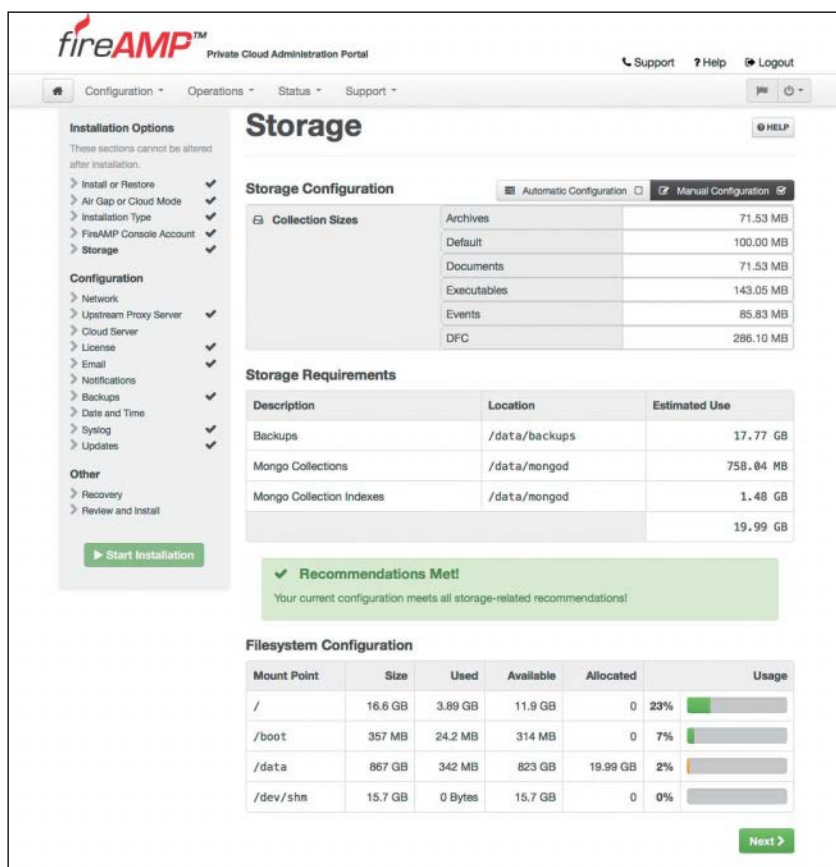 fireAMP™ Private Cloud Administration Portal
Support ? Help Logout
Configuration Operations Status Support
Installation Options
These sections cannot be altered
after installation.
Install or Restore
Air Gap or Cloud Mode
Installation Type
FireAMP Console Account
Storage
Configuration
Network
Upstream Proxy Server
Cloud Server
License
Email
Notifications
Backups
Date and Time
Syslog
Updates
Other
Recovery
Review and Install
Start Installation
Storage
HELP
Storage Configuration
Automatic Configuration Manual Configuration
Collection Sizes
Archives 71.53 MB
Default 100.00 MB
Documents 71.53 MB
Executables 143.05 MB
Events 85.83 MB
DFC 286.10 MB
Storage Requirements
Description Location Estimated Use
Backups /data/backups 17.77 GB
Mongo Collections /data/mongod 758.04 MB
Mongo Collection Indexes /data/mongod 1.48 GB
19.99 GB
Recommendations Met!
Your current configuration meets all storage-related recommendations!
Filesystem Configuration
Mount Point Size Used Available Allocated Usage
/ 16.6 GB 3.89 GB 11.9 GB 0 23%
/boot 357 MB 24.2 MB 314 MB 0 7%
/data 867 GB 342 MB 823 GB 19.99 GB 2%
/dev/shm 15.7 GB 0 Bytes 15.7 GB 0 0%
Next